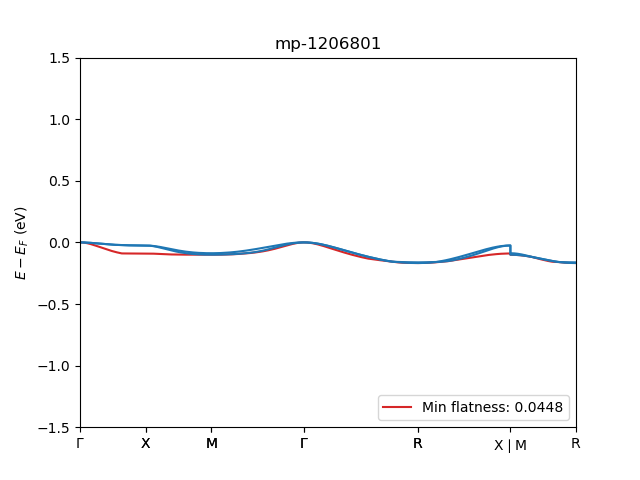 mp-1206801
1.5
1.0
0.5
0.0
−0.5
−1.0
−1.5
E − E_F (eV)
Min flatness: 0.0448
Γ X M Γ R X | M R